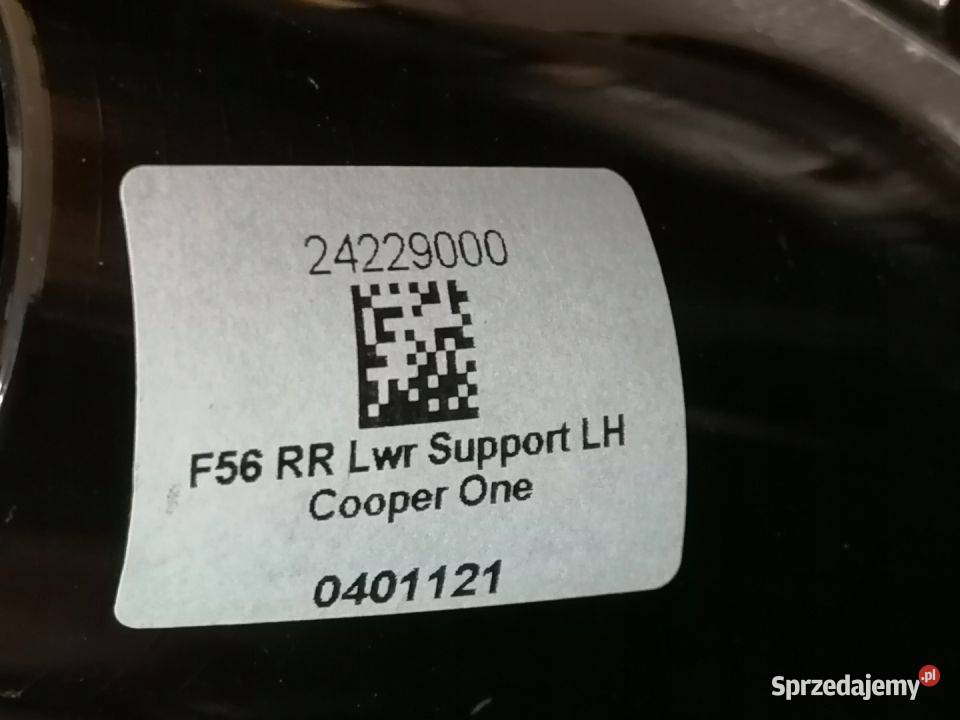 24229000
F56 RR Lwr Support LH
Cooper One
0401121
Sprzedajemy.pl